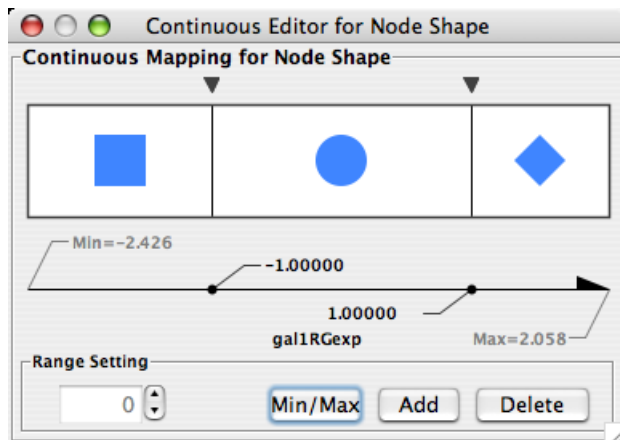 Continuous Editor for Node Shape
Continuous Mapping for Node Shape
Min=-2.426
-1.00000
1.00000
gal1RGexp
Max=2.058
Range Setting
0
Min/Max
Add
Delete